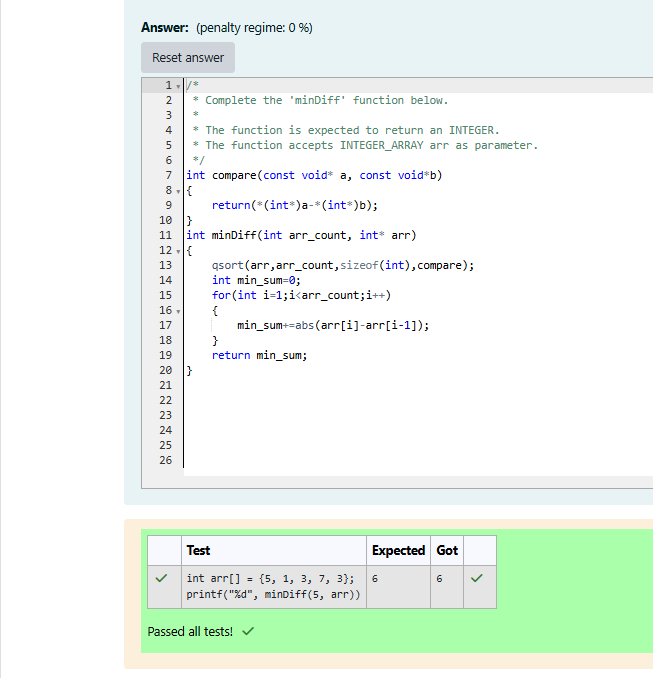 Answer: (penalty regime: 0 %)
Reset answer
1 /*
2  * Complete the 'minDiff' function below.
3  *
4  * The function is expected to return an INTEGER.
5  * The function accepts INTEGER_ARRAY arr as parameter.
6  */
7 int compare(const void* a, const void*b)
8 {
9     return(*(int*)a-*(int*)b);
10 }
11 int minDiff(int arr_count, int* arr)
12 {
13     qsort(arr,arr_count,sizeof(int),compare);
14     int min_sum=0;
15     for(int i=1;i<arr_count;i++)
16     {
17         min_sum+=abs(arr[i]-arr[i-1]);
18     }
19     return min_sum;
20 }
21
22
23
24
25
26
Test Expected Got
int arr[] = {5, 1, 3, 7, 3}; 6 6
printf("%d", minDiff(5, arr))
Passed all tests!